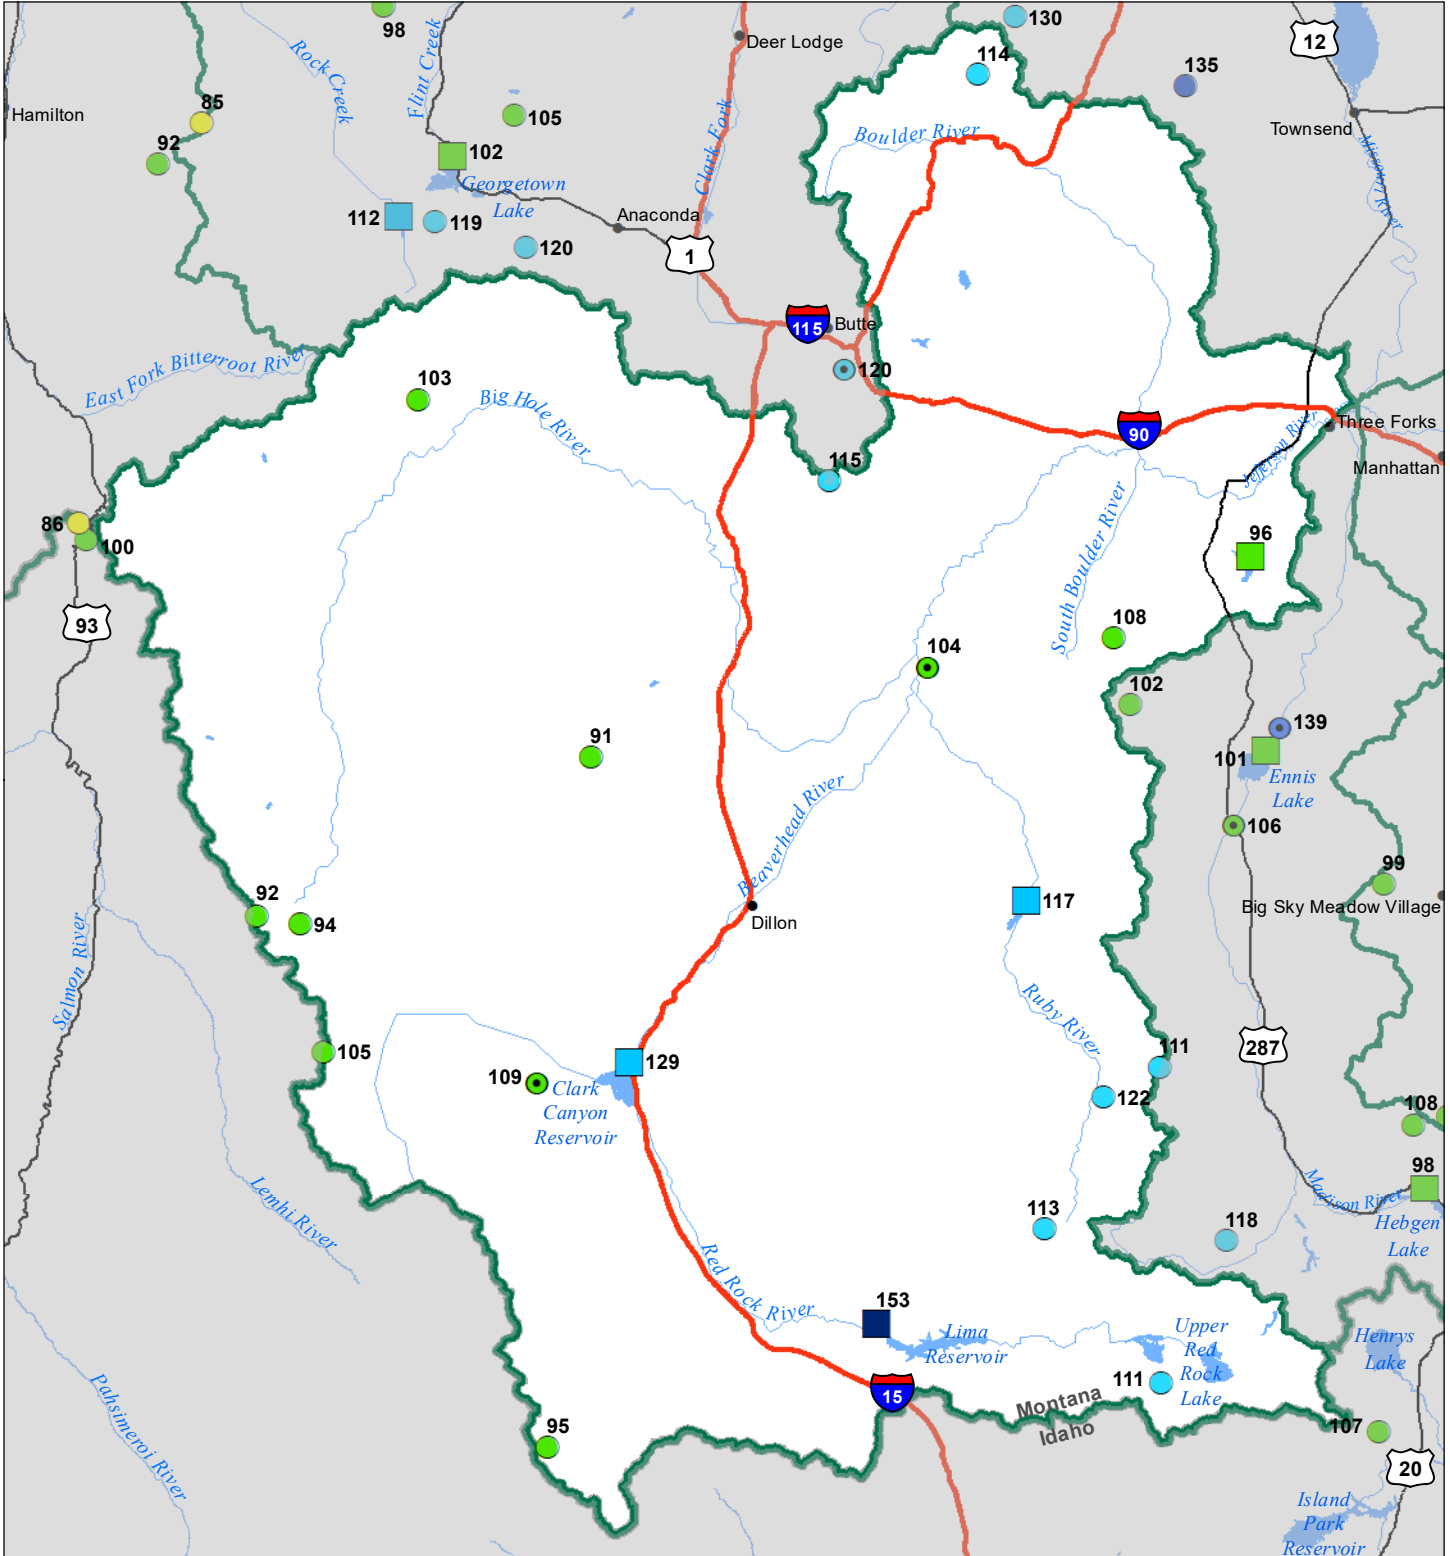 98
Rock Creek
Flint Creek
Deer Lodge
130
12
114
135
Hamilton
85
105
Clark Fork
Boulder River
Townsend
92
102
Missouri River
Georgetown
Lake
112
119
Anaconda
120
1
115
Butte
East Fork Bitterroot River
103
120
Big Hole River
90
Jefferson River
Three Forks
Manhattan
115
86
100
South Boulder River
96
93
108
104
102
139
91
101
Ennis
Lake
Beaverhead River
106
99
92
94
Dillon
117
Big Sky Meadow Village
Salmon River
Ruby River
105
129
111
287
109
Clark
Canyon
Reservoir
122
108
Lemhi River
98
Madison River
113
118
Hebgen
Lake
Red Rock River
153
Lima
Reservoir
Upper
Red
Rock
Lake
Henrys
Lake
111
15
Montana
Idaho
Pahsimeroi River
95
107
20
Island
Park
Reservoir